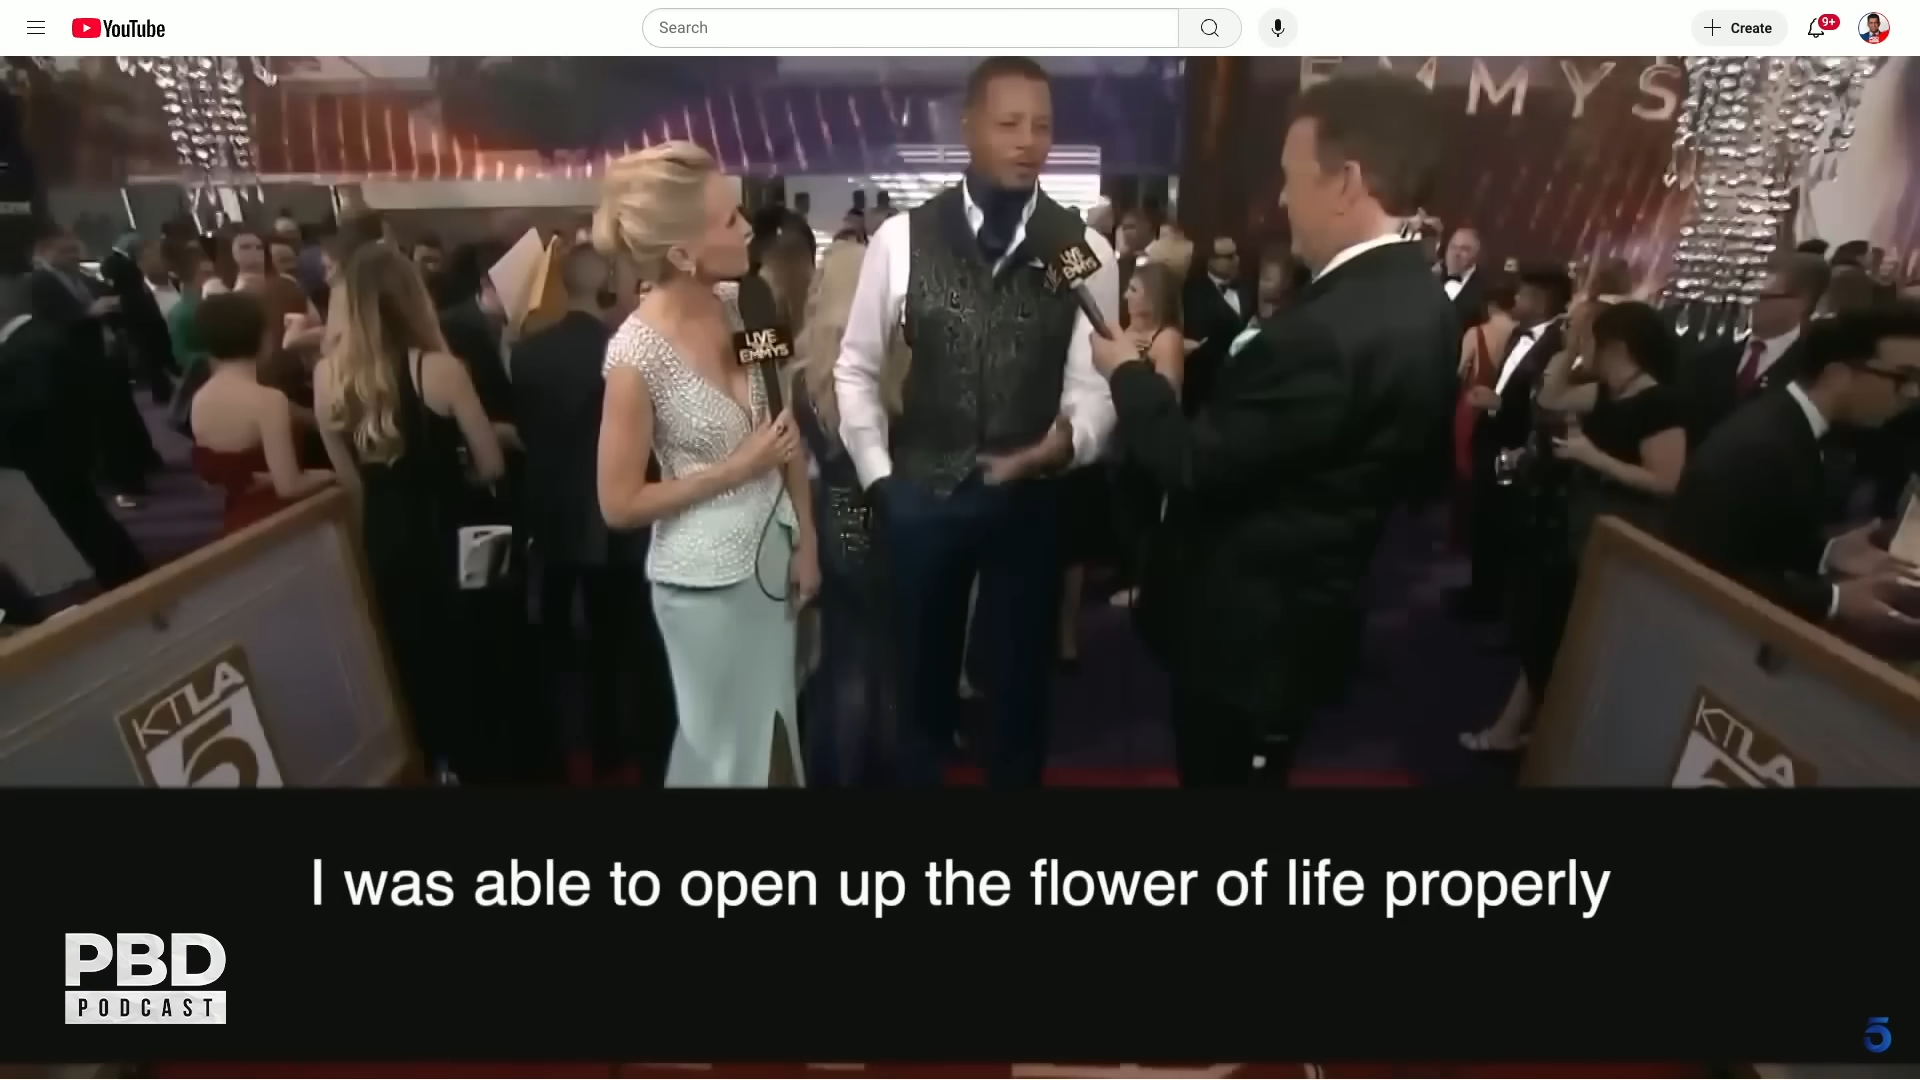 YouTube
Search
Create
9+
EMMYS
LIVE
EMMYS
LIVE
EMMYS
KTLA
5
KTLA
I was able to open up the flower of life properly
PBD
PODCAST
5